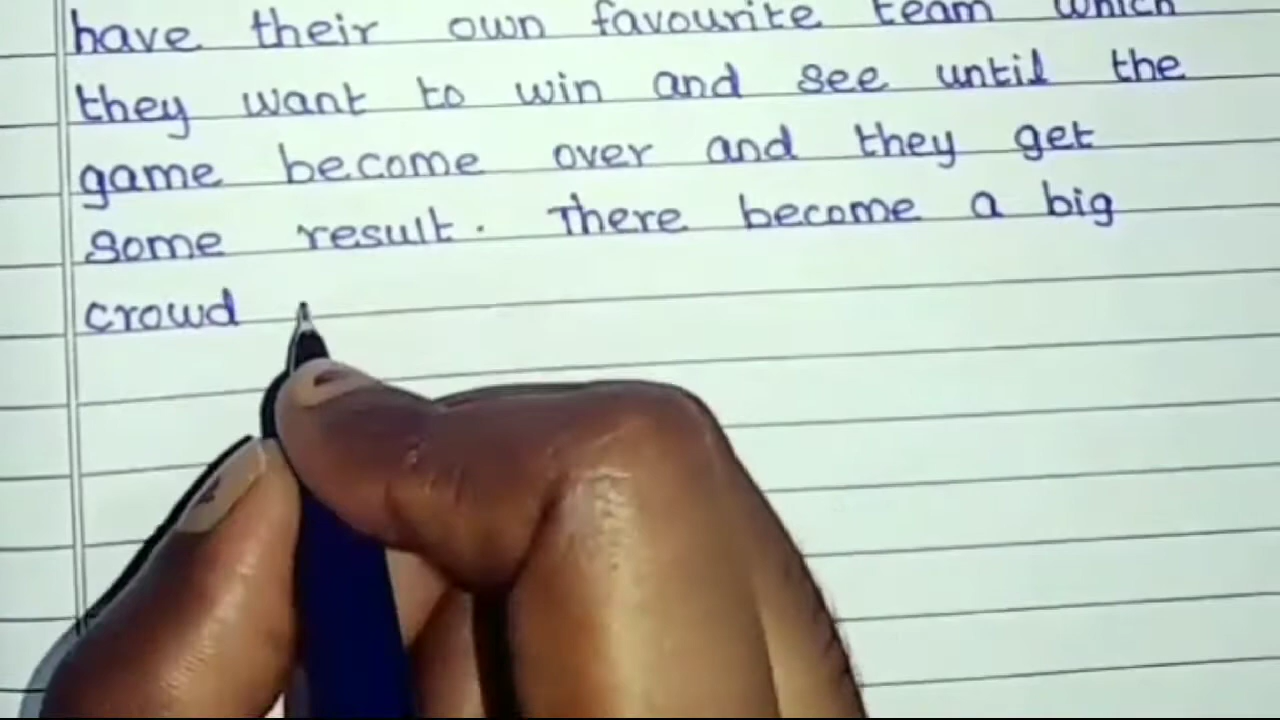 have their own favourite team which
they want to win and see until the
game become over and they get
some result. There become a big
crowd